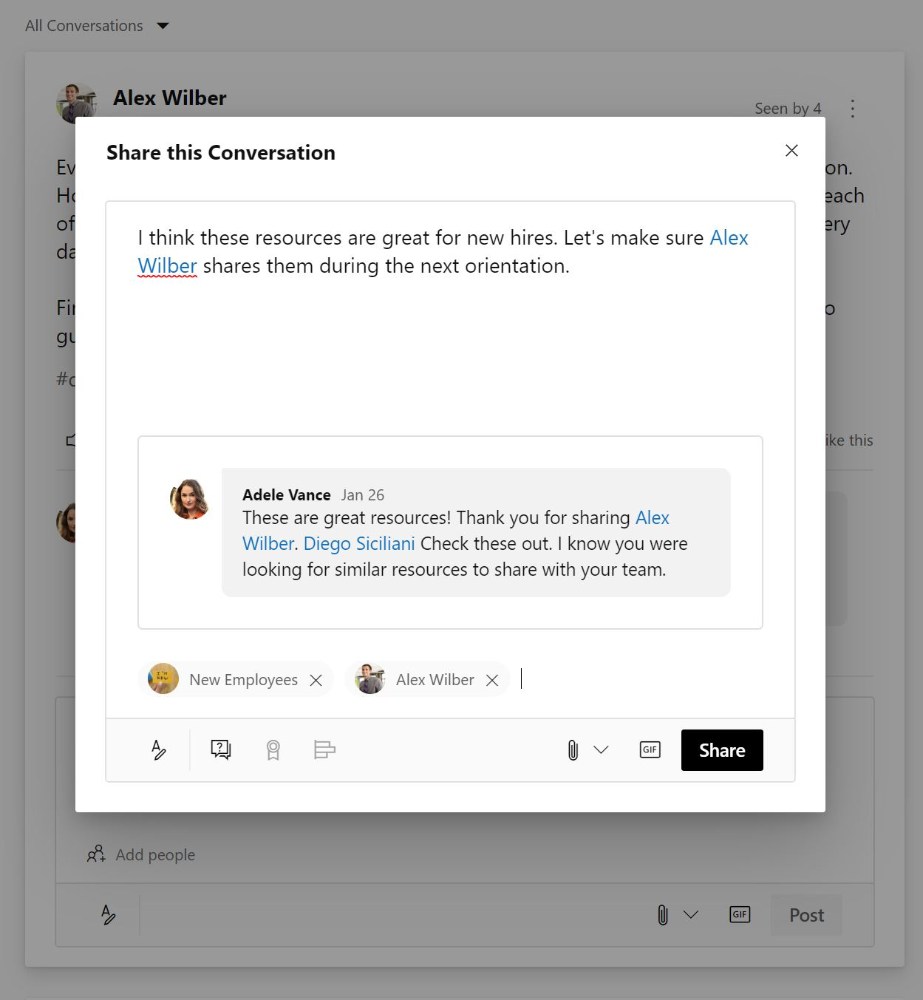 All Conversations
Alex Wilber
Seen by 4
Share this Conversation
on.
each
of
ery
I think these resources are great for new hires. Let's make sure Alex
Wilber shares them during the next orientation.
gu
ike this
Adele Vance Jan 26
These are great resources! Thank you for sharing Alex
Wilber. Diego Siciliani Check these out. I know you were
looking for similar resources to share with your team.
New Employees
Alex Wilber
GIF
Share
Add people
GIF
Post